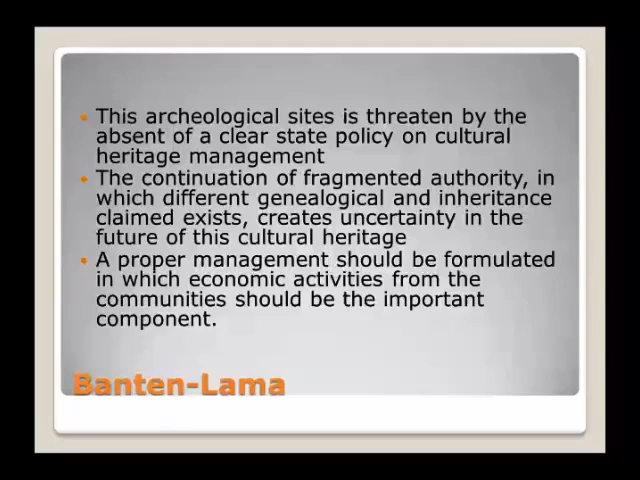 This archeological sites is threaten by the
absent of a clear state policy on cultural
heritage management
The continuation of fragmented authority, in
which different genealogical and inheritance
claimed exists, creates uncertainty in the
future of this cultural heritage
A proper management should be formulated
in which economic activities from the
communities should be the important
component.
Banten-Lama